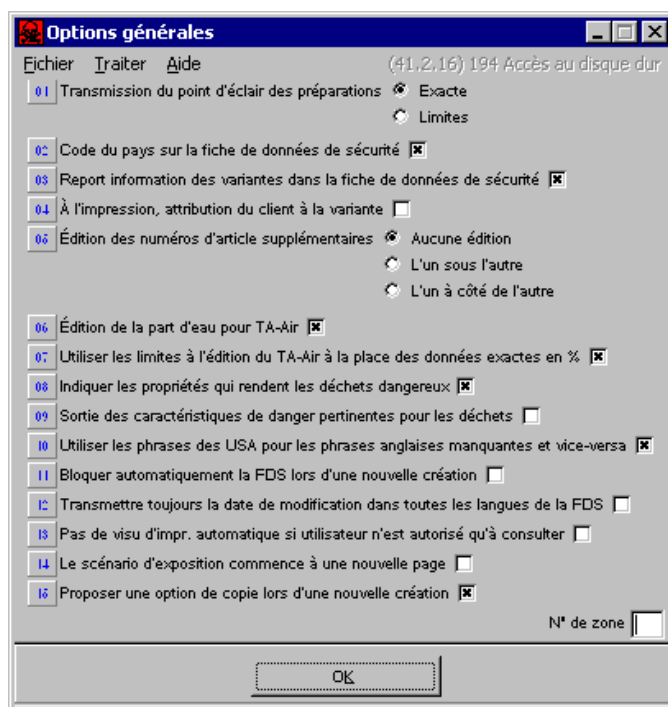 Options générales
Fichier Traiter Aide (41.2.16) 194 Accès au disque dur
01 Transmission du point d'éclair des préparations Exacte
Limites
02 Code du pays sur la fiche de données de sécurité
03 Report information des variantes dans la fiche de données de sécurité
04 À l'impression, attribution du client à la variante
05 Édition des numéros d'article supplémentaires Aucune édition
L'un sous l'autre
L'un à côté de l'autre
06 Édition de la part d'eau pour TA-Air
07 Utiliser les limites à l'édition du TA-Air à la place des données exactes en %
08 Indiquer les propriétés qui rendent les déchets dangereux
09 Sortie des caractéristiques de danger pertinentes pour les déchets
10 Utiliser les phrases des USA pour les phrases anglaises manquantes et vice-versa
11 Bloquer automatiquement la FDS lors d'une nouvelle création
12 Transmettre toujours la date de modification dans toutes les langues de la FDS
13 Pas de visu d'impr. automatique si utilisateur n'est autorisé qu'à consulter
14 Le scénario d'exposition commence à une nouvelle page
15 Proposer une option de copie lors d'une nouvelle création
N° de zone
OK